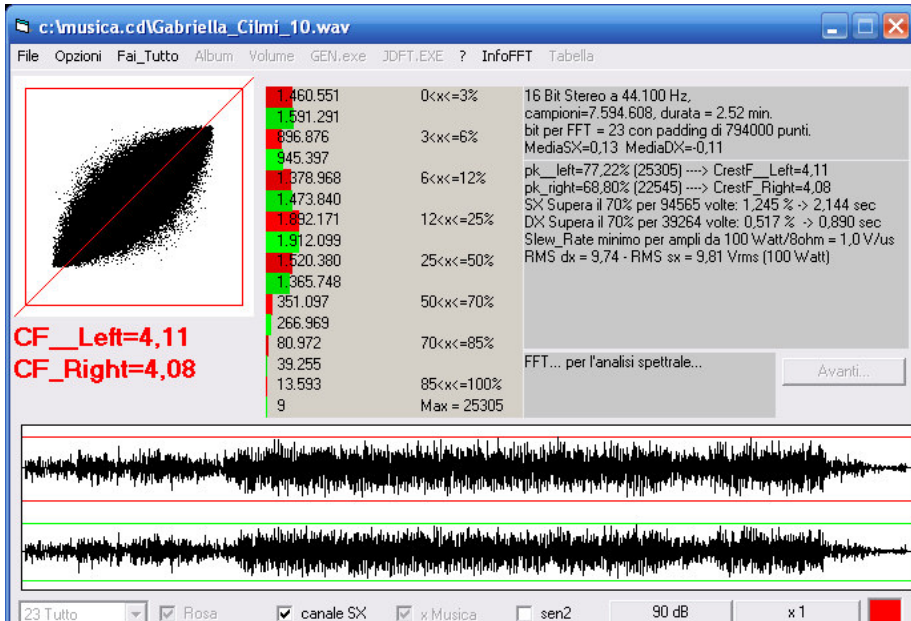 c:\musica.cd\Gabriella_Cilmi_10.wav
File Opzioni Fai_Tutto Album Volume GEN.exe JDFT.EXE ? InfoFFT Tabella
1.460.551 0<x<=3%
1.591.291
896.876 3<x<=6%
945.397
1.378.968 6<x<=12%
1.473.840
1.892.171 12<x<=25%
1.912.099
1.520.380 25<x<=50%
1.365.748
351.097 50<x<=70%
266.969
80.972 70<x<=85%
39.255
13.593 85<x<=100%
9 Max = 25305
16 Bit Stereo a 44.100 Hz,
campioni=7.594.608, durata = 2.52 min.
bit per FFT = 23 con padding di 794000 punti.
MediaSX=0,13 MediaDX=-0,11
pk__left=77,22% (25305) ----> CrestF__Left=4,11
pk_right=68,80% (22545) ----> CrestF_Right=4,08
SX Supera il 70% per 94565 volte: 1,245 % -> 2,144 sec
DX Supera il 70% per 39264 volte: 0,517 % -> 0,890 sec
Slew_Rate minimo per ampli da 100 Watt/8ohm = 1,0 V/us
RMS dx = 9,74 - RMS sx = 9,81 Vrms (100 Watt)
CF__Left=4,11
CF_Right=4,08
FFT... per l'analisi spettrale...
Avanti...
23 Tutto Rosa canale SX x Musica sen2 90 dB x 1